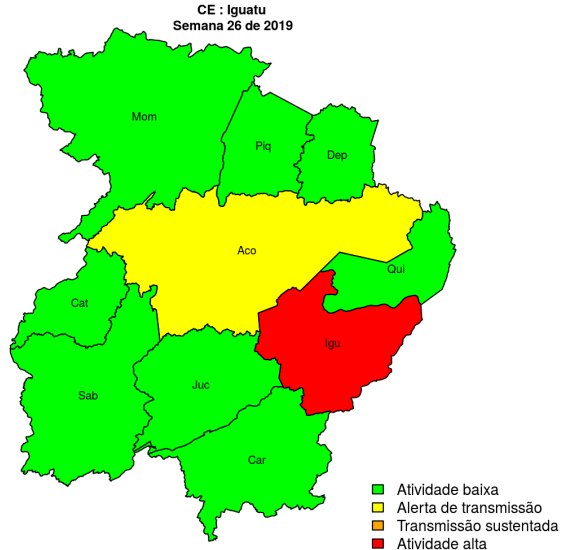 CE : Iguatu
Semana 26 de 2019
Mom
Piq
Dep
Aco
Qui
Cat
Igu
Juc
Sab
Car
Atividade baixa
Alerta de transmissão
Transmissão sustentada
Atividade alta